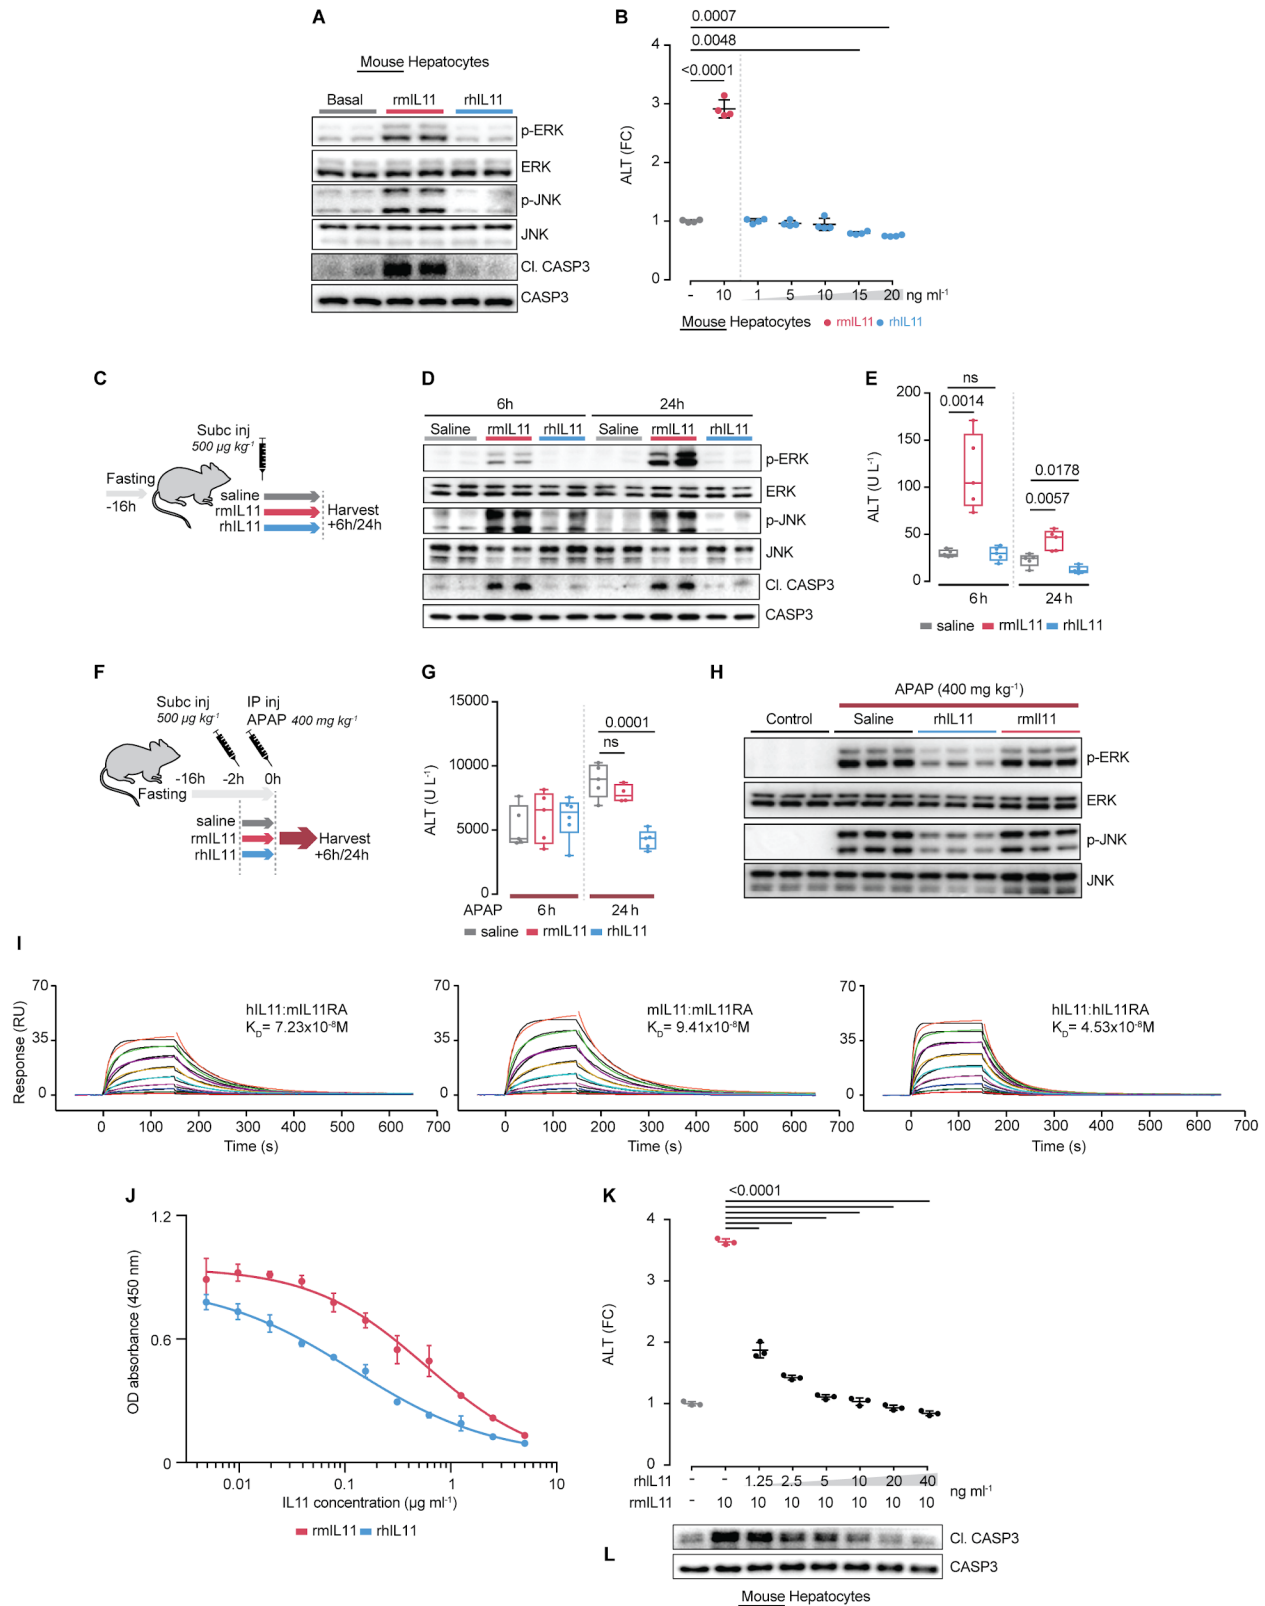 A
Mouse Hepatocytes
Basal rmIL11 rhIL11
p-ERK
ERK
p-JNK
JNK
Cl. CASP3
CASP3
B
0.0007
0.0048
<0.0001
4
3
2
1
0
ALT (FC)
- 10 1 5 10 15 20 ng ml⁻¹
Mouse Hepatocytes rmIL11 rhIL11
C
Subc inj
500 µg kg⁻¹
Fasting
-16h
saline
rmIL11
rhIL11
Harvest
+6h/24h
D
6h 24h
Saline rmIL11 rhIL11 Saline rmIL11 rhIL11
p-ERK
ERK
p-JNK
JNK
Cl. CASP3
CASP3
E
ns
0.0014
0.0178
0.0057
200
150
100
50
0
ALT (U L⁻¹)
6h 24h
saline rmIL11 rhIL11
F
Subc inj
500 µg kg⁻¹
IP inj
APAP 400 mg kg⁻¹
-16h -2h 0h
Fasting
saline
rmIL11
rhIL11
Harvest
+6h/24h
G
15000
10000
5000
0
ALT (U L⁻¹)
0.0001
ns
APAP 6h 24h
saline rmIL11 rhIL11
H
APAP (400 mg kg⁻¹)
Control Saline rhIL11 rmIl11
p-ERK
ERK
p-JNK
JNK
I
70
35
0
Response (RU)
hIL11:mIL11RA
K_D= 7.23x10⁻⁸M
0 100 200 300 400 500 600 700
Time (s)
70
35
0
mIL11:mIL11RA
K_D= 9.41x10⁻⁸M
0 100 200 300 400 500 600 700
Time (s)
70
35
0
hIL11:hIL11RA
K_D= 4.53x10⁻⁸M
0 100 200 300 400 500 600 700
Time (s)
J
1.2
0.6
0
OD absorbance (450 nm)
0.01 0.1 1 10
IL11 concentration (µg ml⁻¹)
rmIL11 rhIL11
K
<0.0001
4
3
2
1
0
ALT (FC)
rhIL11 - - 1.25 2.5 5 10 20 40
rmIL11 - 10 10 10 10 10 10 10
ng ml⁻¹
L
Cl. CASP3
CASP3
Mouse Hepatocytes